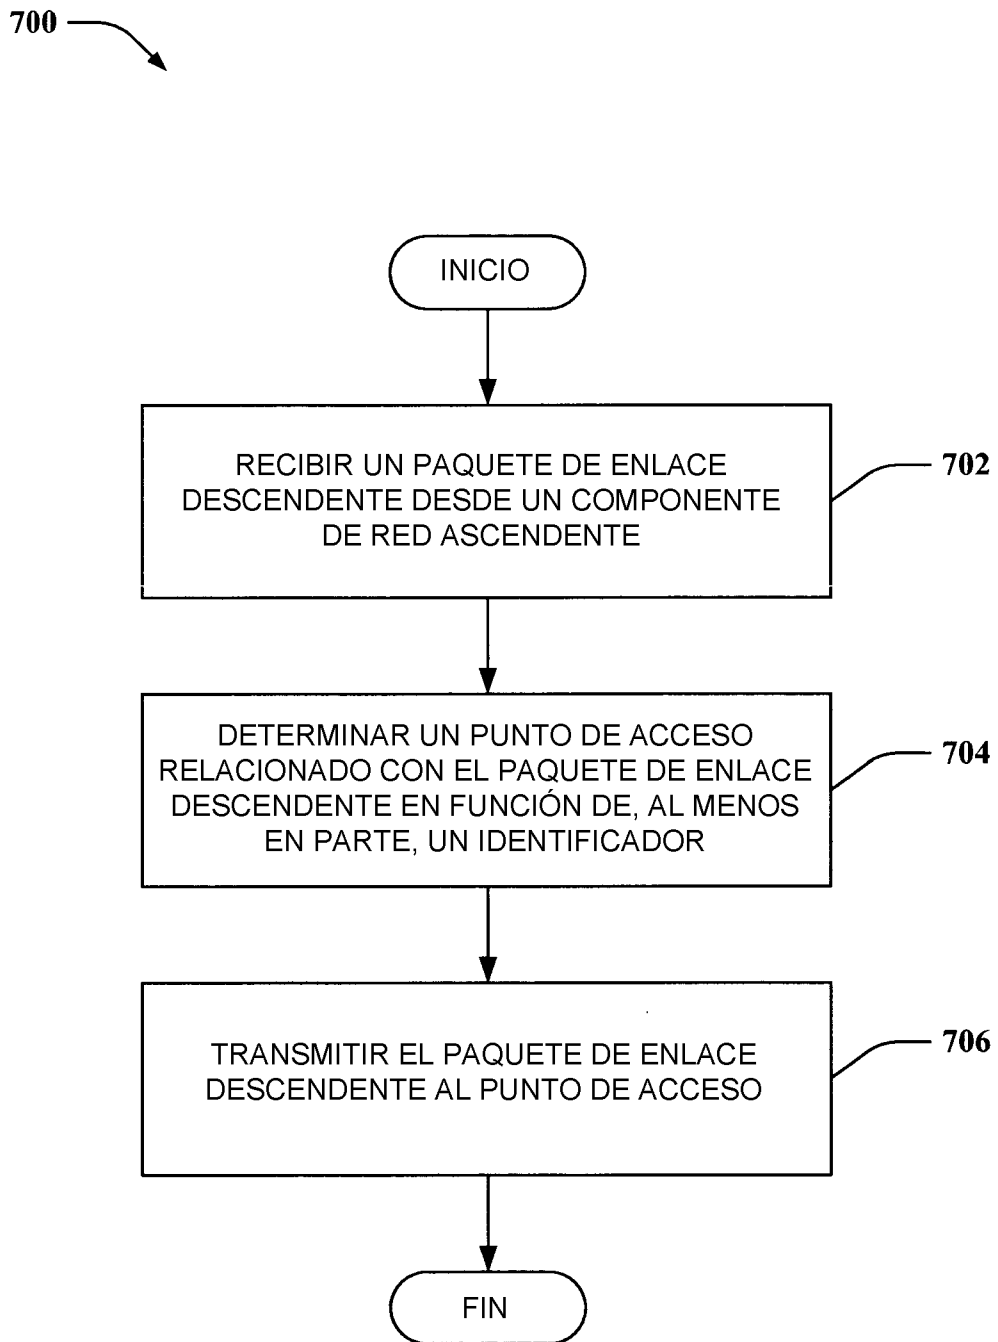 700
INICIO
RECIBIR UN PAQUETE DE ENLACE
DESCENDENTE DESDE UN COMPONENTE
DE RED ASCENDENTE
702
DETERMINAR UN PUNTO DE ACCESO
RELACIONADO CON EL PAQUETE DE ENLACE
DESCENDENTE EN FUNCIÓN DE, AL MENOS
EN PARTE, UN IDENTIFICADOR
704
TRANSMITIR EL PAQUETE DE ENLACE
DESCENDENTE AL PUNTO DE ACCESO
706
FIN